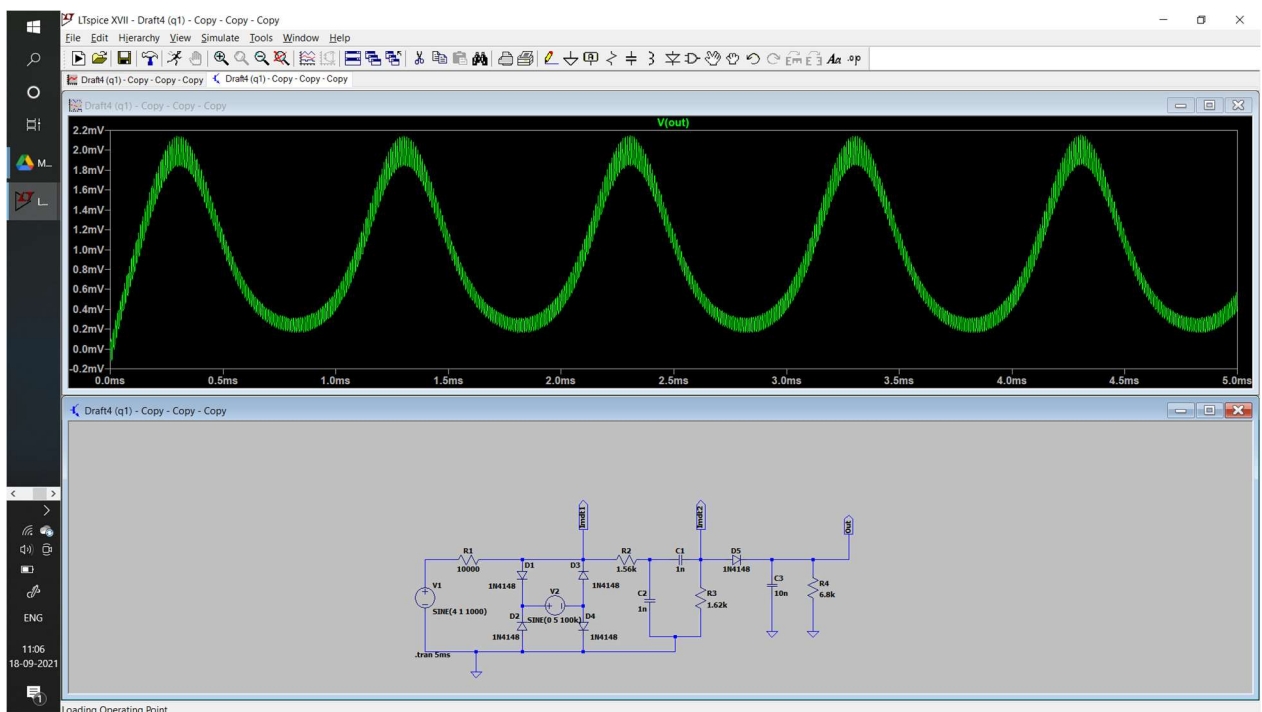 LTspice XVII - Draft4 (q1) - Copy - Copy - Copy
File Edit Hierarchy View Simulate Tools Window Help
Aa .op
Draft4 (q1) - Copy - Copy - Copy
Draft4 (q1) - Copy - Copy - Copy
Draft4 (q1) - Copy - Copy - Copy
V(out)
2.2mV
2.0mV
1.8mV
1.6mV
1.4mV
1.2mV
1.0mV
0.8mV
0.6mV
0.4mV
0.2mV
0.0mV
-0.2mV
0.0ms 0.5ms 1.0ms 1.5ms 2.0ms 2.5ms 3.0ms 3.5ms 4.0ms 4.5ms 5.0ms
Draft4 (q1) - Copy - Copy - Copy
Imdt1
Imdt2
Out
R1
10000
D1
1N4148
D3
1N4148
R2
1.56k
C1
1n
D5
1N4148
V1
SINE(4 1 1000)
V2
SINE(0 5 100k)
D2
1N4148
D4
1N4148
C2
1n
R3
1.62k
C3
10n
R4
6.8k
.tran 5ms
M...
L...
ENG
11:06
18-09-2021
1
Loading Operating Point